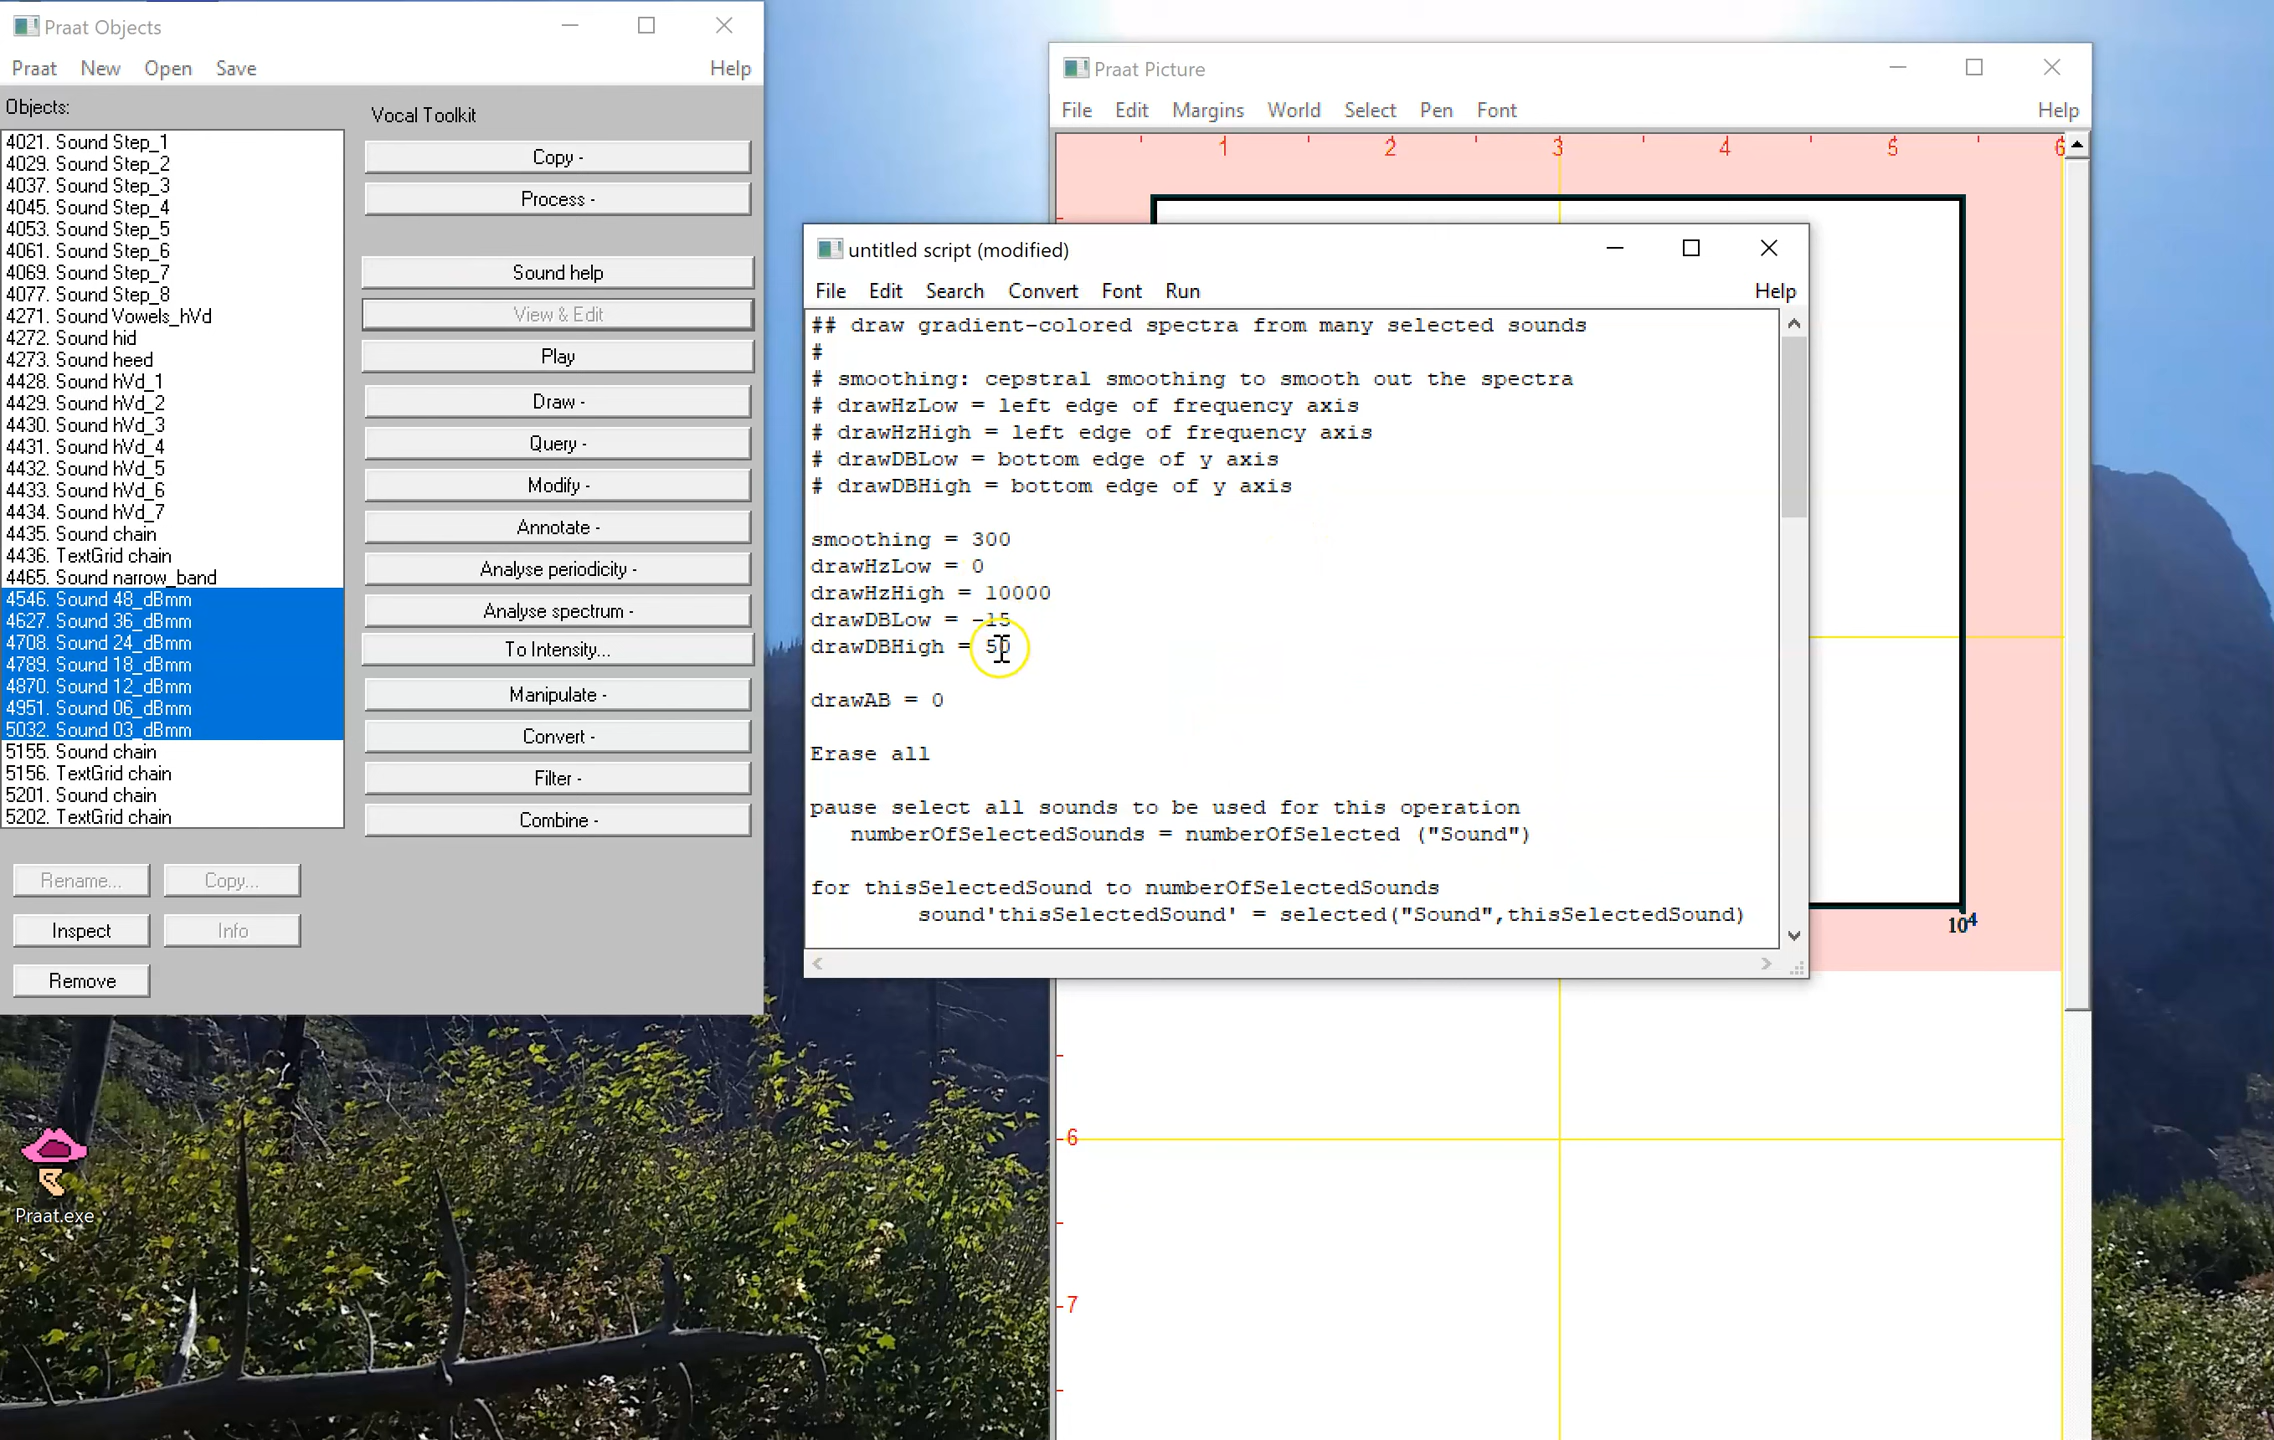 Praat Objects
Praat New Open Save Help
Objects:
4021. Sound Step_1
4029. Sound Step_2
4037. Sound Step_3
4045. Sound Step_4
4053. Sound Step_5
4061. Sound Step_6
4069. Sound Step_7
4077. Sound Step_8
4271. Sound Vowels_hVd
4272. Sound hid
4273. Sound heed
4428. Sound hVd_1
4429. Sound hVd_2
4430. Sound hVd_3
4431. Sound hVd_4
4432. Sound hVd_5
4433. Sound hVd_6
4434. Sound hVd_7
4435. Sound chain
4436. TextGrid chain
4465. Sound narrow_band
4546. Sound 48_dBmm
4627. Sound 36_dBmm
4708. Sound 24_dBmm
4789. Sound 18_dBmm
4870. Sound 12_dBmm
4951. Sound 06_dBmm
5032. Sound 03_dBmm
5155. Sound chain
5156. TextGrid chain
5201. Sound chain
5202. TextGrid chain
Rename... Copy...
Inspect Info
Remove
Vocal Toolkit
Copy -
Process -
Sound help
View & Edit
Play
Draw -
Query -
Modify -
Annotate -
Analyse periodicity -
Analyse spectrum -
To Intensity...
Manipulate -
Convert -
Filter -
Combine -
Praat Picture
File Edit Margins World Select Pen Font Help
1 2 3 4 5 6
untitled script (modified)
File Edit Search Convert Font Run Help
## draw gradient-colored spectra from many selected sounds
#
# smoothing: cepstral smoothing to smooth out the spectra
# drawHzLow = left edge of frequency axis
# drawHzHigh = left edge of frequency axis
# drawDBLow = bottom edge of y axis
# drawDBHigh = bottom edge of y axis
smoothing = 300
drawHzLow = 0
drawHzHigh = 10000
drawDBLow = -15
drawDBHigh = 50
drawAB = 0
Erase all
pause select all sounds to be used for this operation
numberOfSelectedSounds = numberOfSelected ("Sound")
for thisSelectedSound to numberOfSelectedSounds
sound'thisSelectedSound' = selected("Sound",thisSelectedSound)
10⁴
6
7
Praat.exe